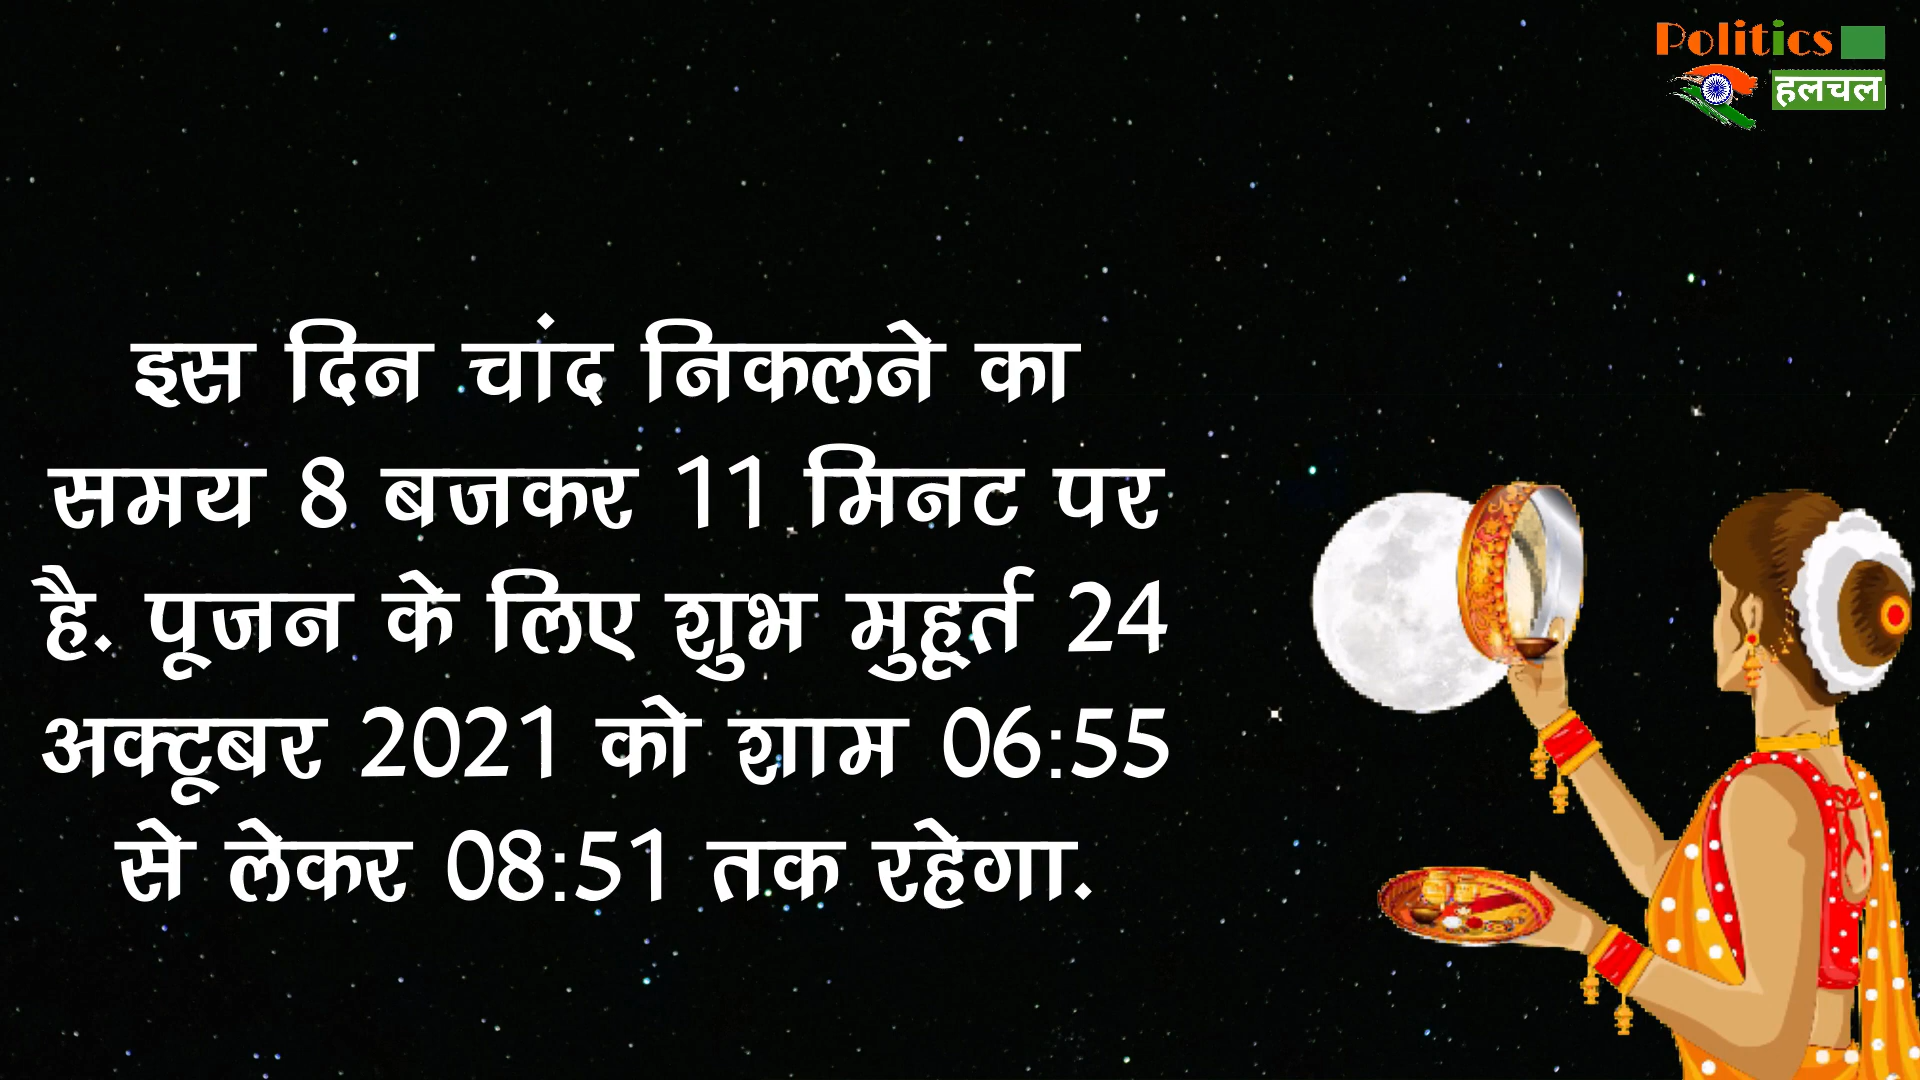 Politics
हलचल
इस दिन चांद निकलने का
समय 8 बजकर 11 मिनट पर
है. पूजन के लिए शुभ मुहूर्त 24
अक्टूबर 2021 को शाम 06:55
से लेकर 08:51 तक रहेगा.